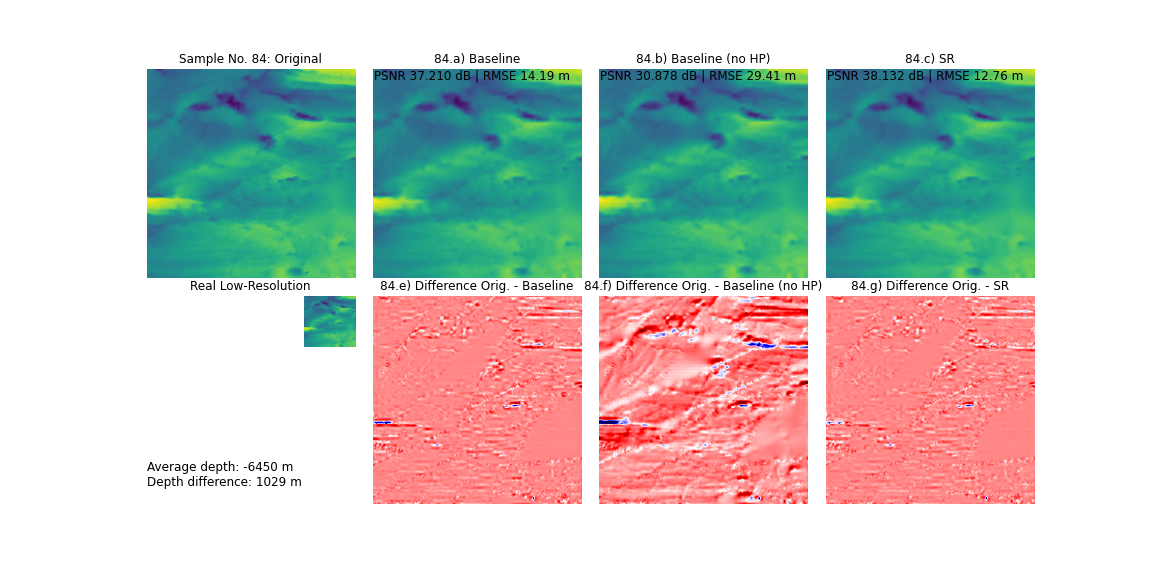 Sample No. 84: Original
84.a) Baseline
84.b) Baseline (no HP)
84.c) SR
PSNR 37.210 dB | RMSE 14.19 m
PSNR 30.878 dB | RMSE 29.41 m
PSNR 38.132 dB | RMSE 12.76 m
Real Low-Resolution
84.e) Difference Orig. - Baseline
84.f) Difference Orig. - Baseline (no HP)
84.g) Difference Orig. - SR
Average depth: -6450 m
Depth difference: 1029 m